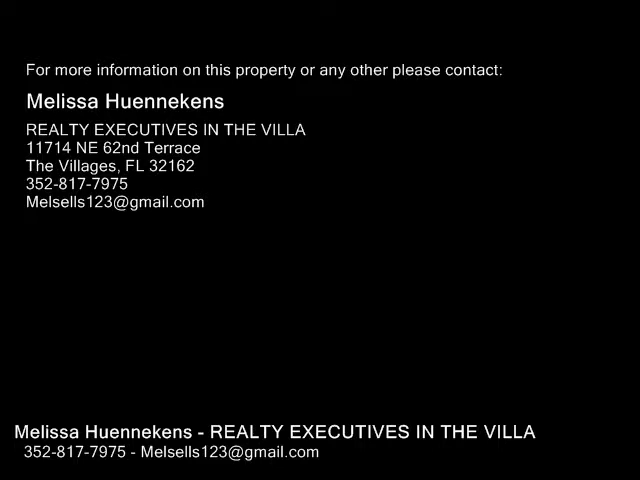 For more information on this property or any other please contact:
Melissa Huennekens
REALTY EXECUTIVES IN THE VILLA
11714 NE 62nd Terrace
The Villages, FL 32162
352-817-7975
Melsells123@gmail.com
Melissa Huennekens - REALTY EXECUTIVES IN THE VILLA
352-817-7975 - Melsells123@gmail.com